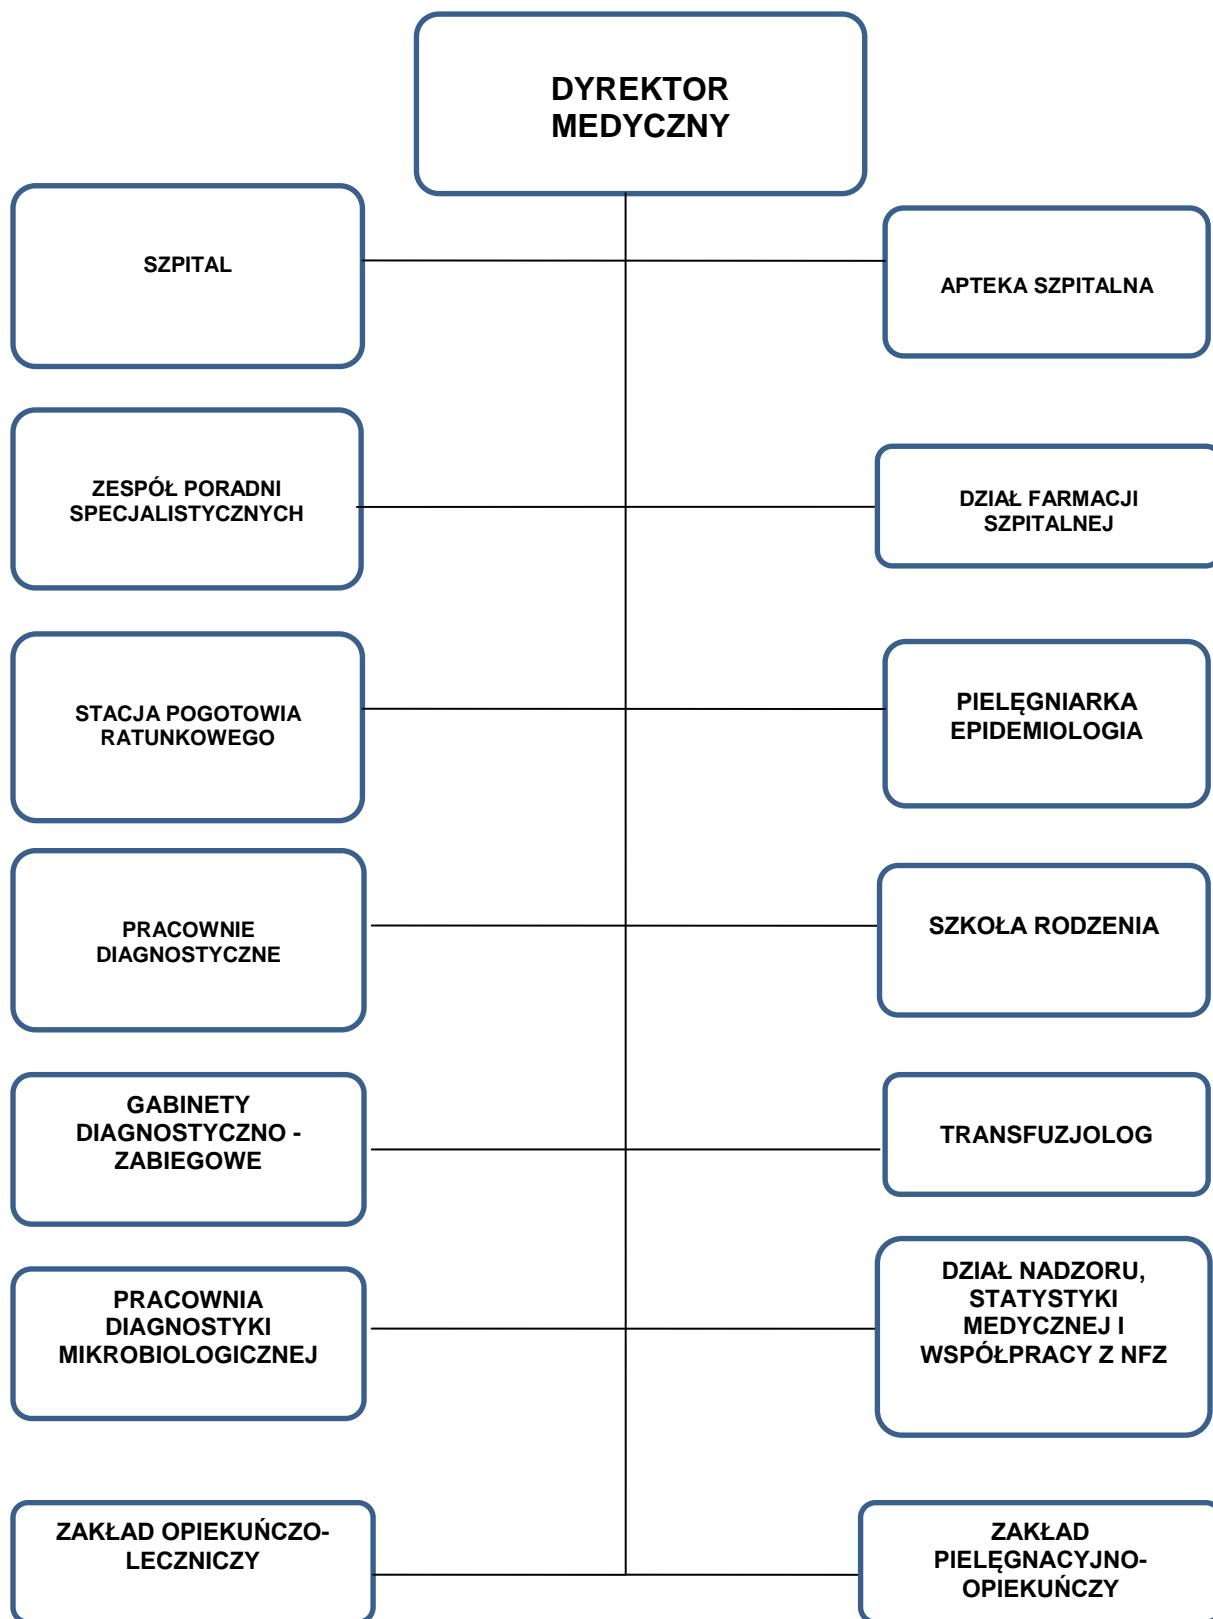 DYREKTOR
MEDYCZNY
SZPITAL
APTEKA SZPITALNA
ZESPÓŁ PORADNI
SPECJALISTYCZNYCH
DZIAŁ FARMACJI
SZPITALNEJ
STACJA POGOTOWIA
RATUNKOWEGO
PIELĘGNIARKA
EPIDEMIOLOGIA
PRACOWNIE
DIAGNOSTYCZNE
SZKOŁA RODZENIA
GABINETY
DIAGNOSTYCZNO -
ZABIEGOWE
TRANSFUZJOLOG
PRACOWNIA
DIAGNOSTYKI
MIKROBIOLOGICZNEJ
DZIAŁ NADZORU,
STATYSTYKI
MEDYCZNEJ I
WSPÓŁPRACY Z NFZ
ZAKŁAD OPIEKUŃCZO-
LECZNICZY
ZAKŁAD
PIELĘGNACYJNO-
OPIEKUŃCZY